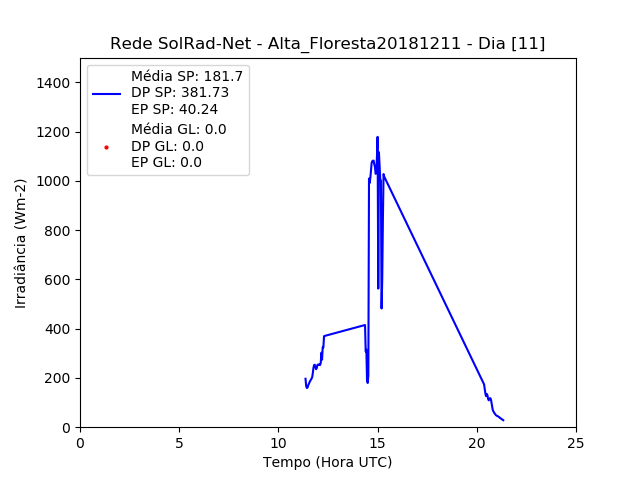 Rede SolRad-Net - Alta_Floresta20181211 - Dia [11]
Média SP: 181.7
DP SP: 381.73
EP SP: 40.24
Média GL: 0.0
DP GL: 0.0
EP GL: 0.0
1400
1200
1000
800
600
400
200
0
Irradiância (Wm-2)
0 5 10 15 20 25
Tempo (Hora UTC)